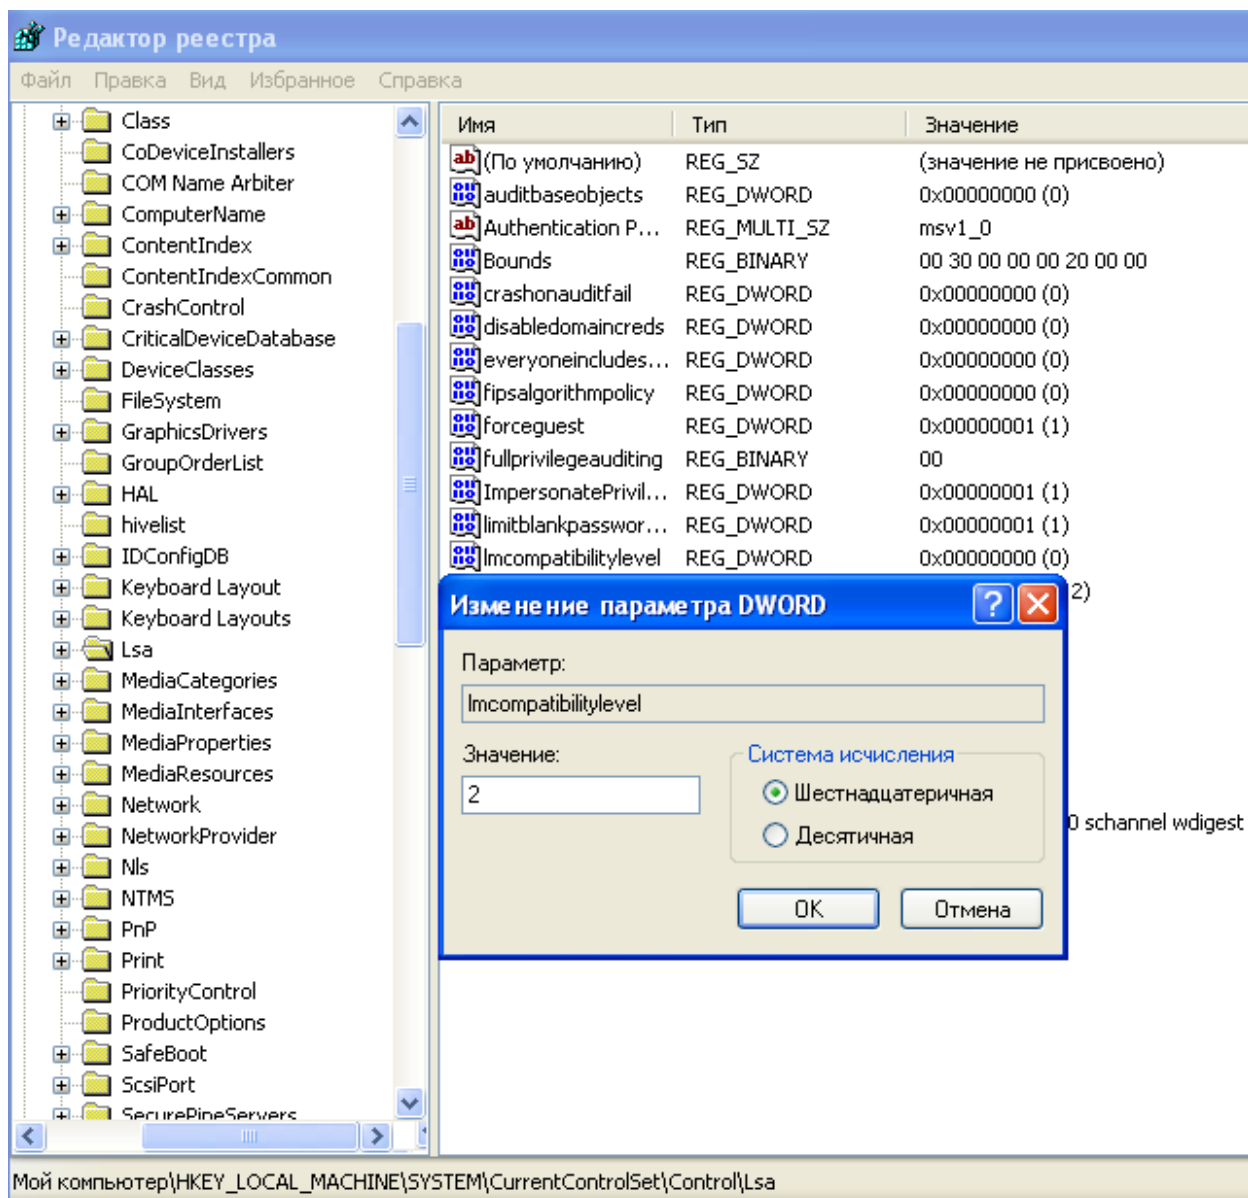 Редактор реестра
Файл Правка Вид Избранное Справка
Class
CoDeviceInstallers
COM Name Arbiter
ComputerName
ContentIndex
ContentIndexCommon
CrashControl
CriticalDeviceDatabase
DeviceClasses
FileSystem
GraphicsDrivers
GroupOrderList
HAL
hivelist
IDConfigDB
Keyboard Layout
Keyboard Layouts
Lsa
MediaCategories
MediaInterfaces
MediaProperties
MediaResources
Network
NetworkProvider
Nls
NTMS
PnP
Print
PriorityControl
ProductOptions
SafeBoot
ScsiPort
SecurePipeServers
Имя Тип Значение
(По умолчанию) REG_SZ (значение не присвоено)
auditbaseobjects REG_DWORD 0x00000000 (0)
Authentication P... REG_MULTI_SZ msv1_0
Bounds REG_BINARY 00 30 00 00 00 20 00 00
crashonauditfail REG_DWORD 0x00000000 (0)
disabledomaincreds REG_DWORD 0x00000000 (0)
everyoneincludes... REG_DWORD 0x00000000 (0)
fipsalgorithmpolicy REG_DWORD 0x00000000 (0)
forceguest REG_DWORD 0x00000001 (1)
fullprivilegeauditing REG_BINARY 00
ImpersonatePrivil... REG_DWORD 0x00000001 (1)
limitblankpasswor... REG_DWORD 0x00000001 (1)
lmcompatibilitylevel REG_DWORD 0x00000000 (0)
2)
0 schannel wdigest
Изменение параметра DWORD
Параметр:
lmcompatibilitylevel
Значение:
2
Система исчисления
Шестнадцатеричная
Десятичная
OK Отмена
Мой компьютер\HKEY_LOCAL_MACHINE\SYSTEM\CurrentControlSet\Control\Lsa